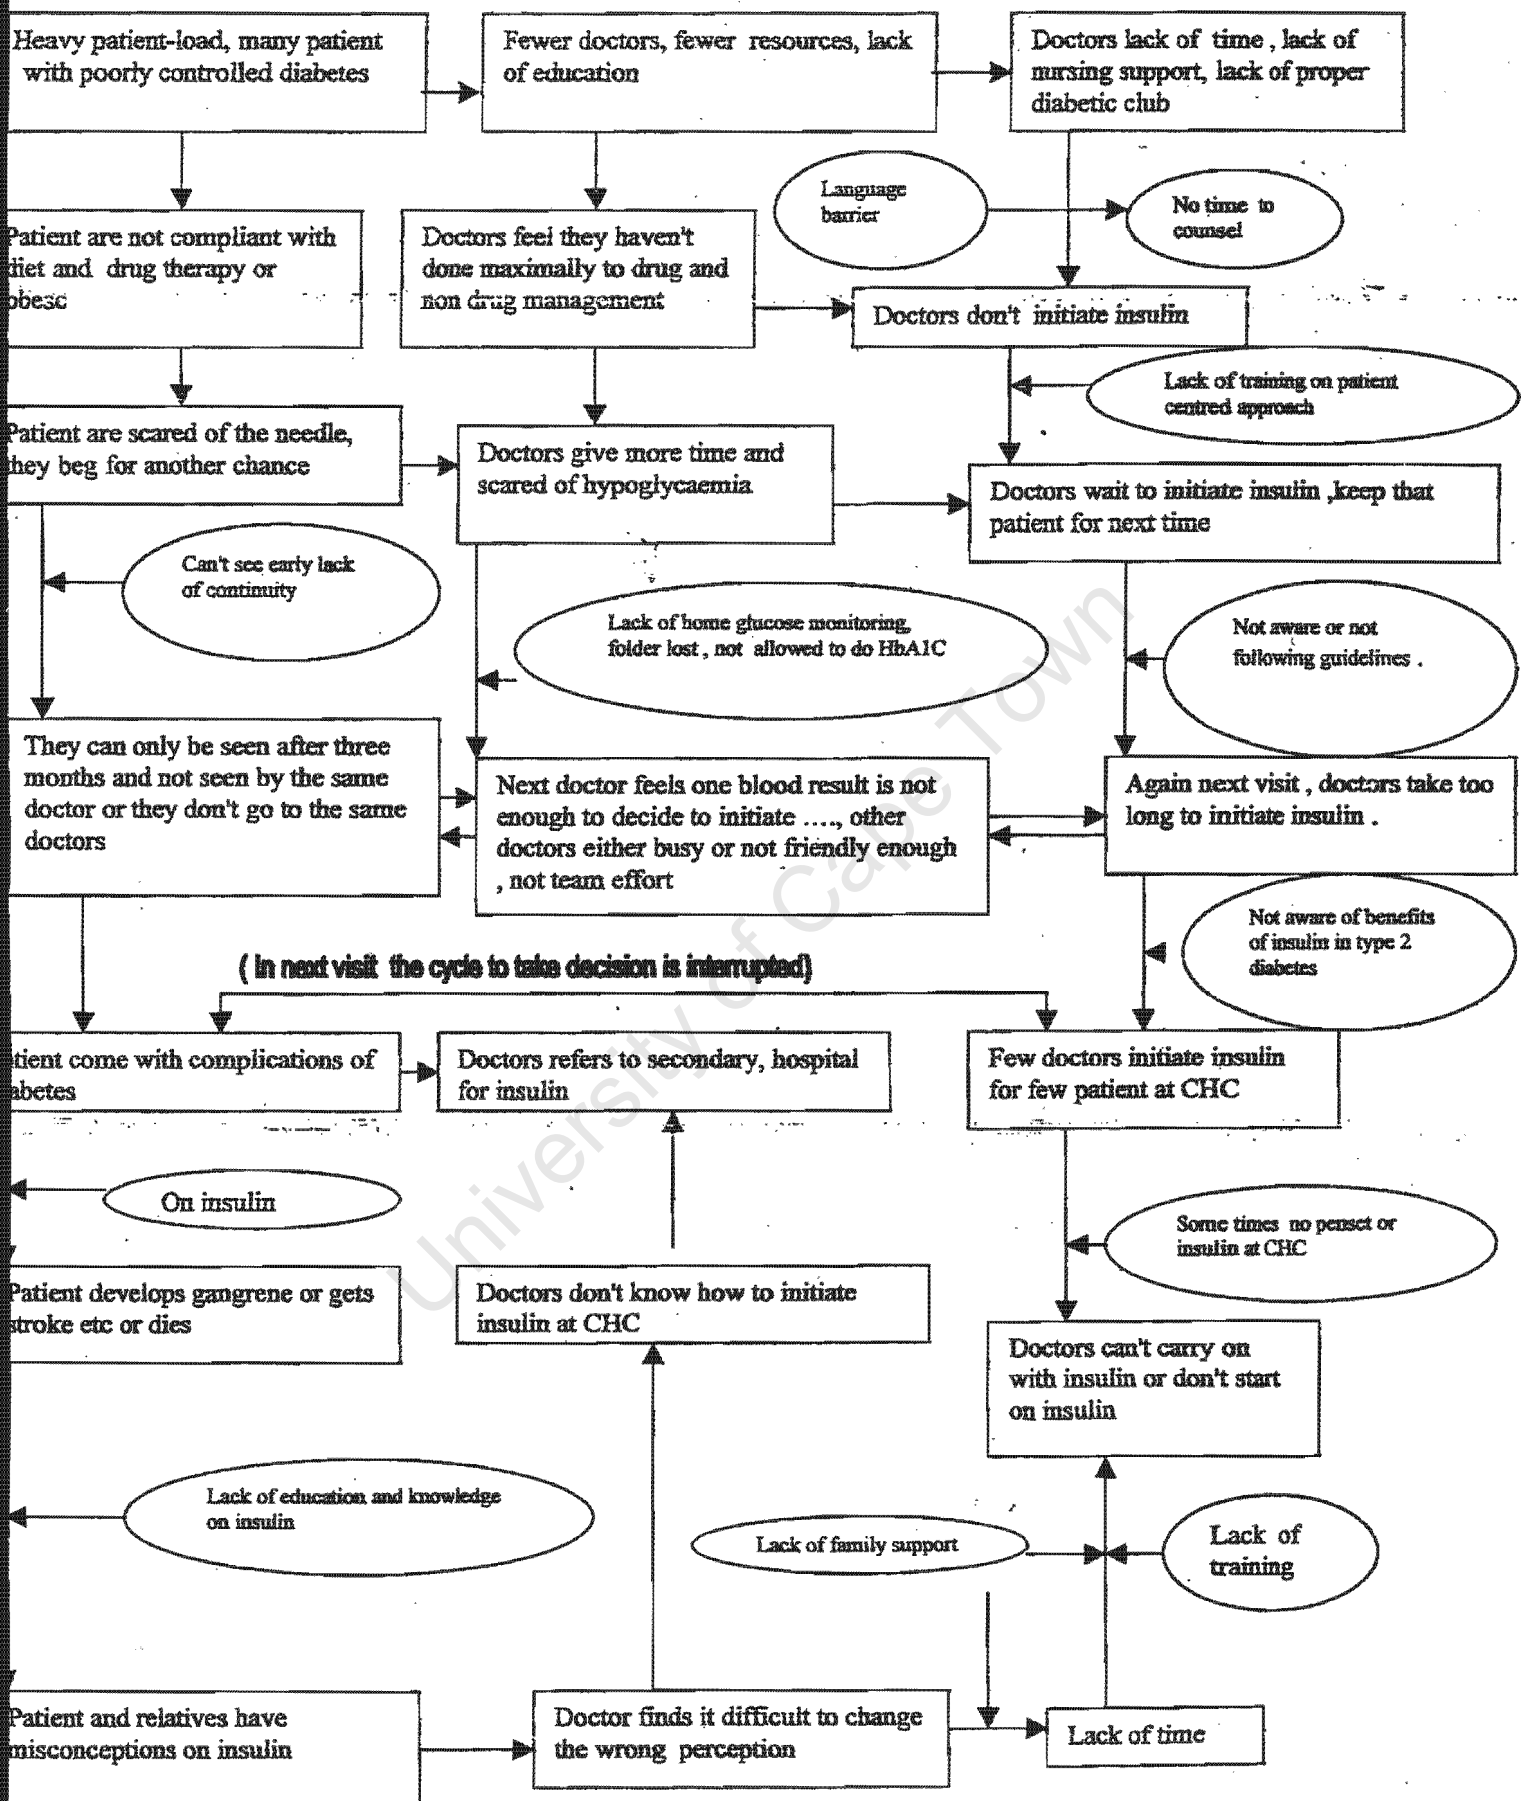 Heavy patient-load, many patient
with poorly controlled diabetes
Fewer doctors, fewer resources, lack
of education
Doctors lack of time , lack of
nursing support, lack of proper
diabetic club
Language
barrier
No time to
counsel
Patient are not compliant with
diet and drug therapy or
obese
Doctors feel they haven't
done maximally to drug and
non drug management
Doctors don't initiate insulin
Lack of training on patient
centred approach
Patient are scared of the needle,
they beg for another chance
Doctors give more time and
scared of hypoglycaemia
Doctors wait to initiate insulin ,keep that
patient for next time
Can't see early lack
of continuity
Lack of home glucose monitoring,
folder lost , not allowed to do HbA1C
Not aware or not
following guidelines .
They can only be seen after three
months and not seen by the same
doctor or they don't go to the same
doctors
Next doctor feels one blood result is not
enough to decide to initiate …., other
doctors either busy or not friendly enough
, not team effort
Again next visit , doctors take too
long to initiate insulin .
Not aware of benefits
of insulin in type 2
diabetes
( In next visit the cycle to take decision is interrupted)
tient come with complications of
abetes
Doctors refers to secondary, hospital
for insulin
Few doctors initiate insulin
for few patient at CHC
On insulin
Some times no penset or
insulin at CHC
Patient develops gangrene or gets
stroke etc or dies
Doctors don't know how to initiate
insulin at CHC
Doctors can't carry on
with insulin or don't start
on insulin
Lack of education and knowledge
on insulin
Lack of family support
Lack of
training
Patient and relatives have
misconceptions on insulin
Doctor finds it difficult to change
the wrong perception
Lack of time
University of Cape Town